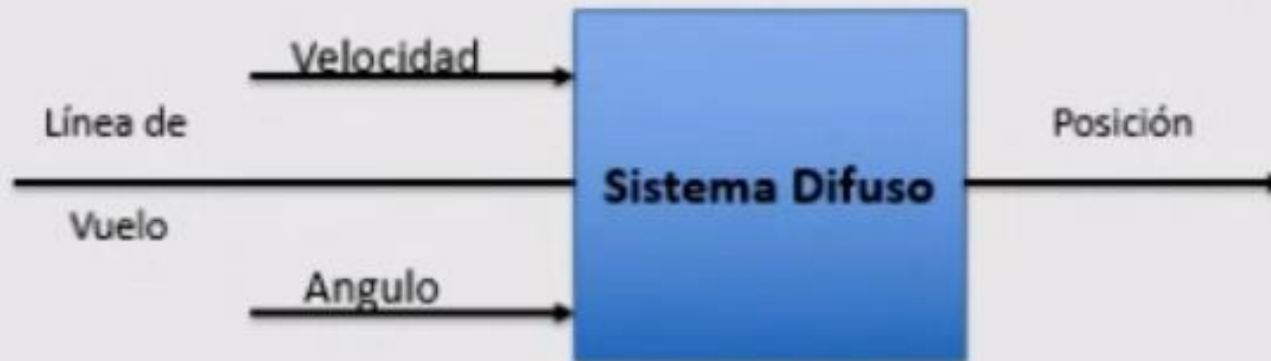 Velocidad
Línea de
Vuelo
Angulo
Sistema Difuso
Posición